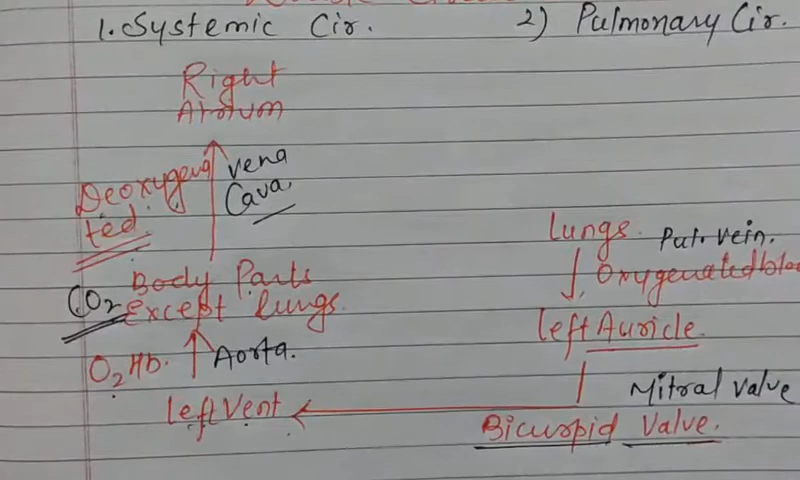 1. Systemic Cir.
2) Pulmonary Cir.
Right
Atrium
Deoxygena
ted.
Vena
Cava.
Body Parts
Except lungs.
CO2
O2Hb.
Aorta.
left Vent
lungs.
Pul. vein.
Oxygenated bloo
left Auricle.
Mitral valve
Bicuspid Valve.